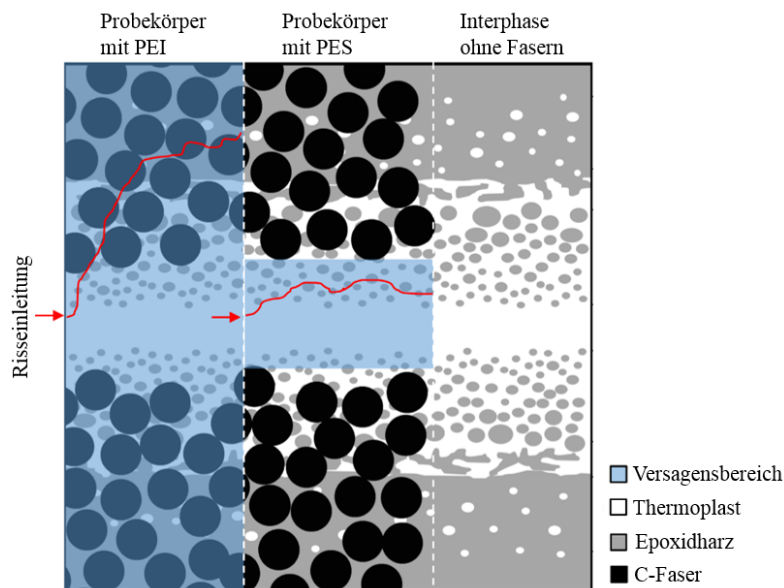 Probekörper
mit PEI
Probekörper
mit PES
Interphase
ohne Fasern
Risseinleitung
Versagensbereich
Thermoplast
Epoxidharz
C-Faser